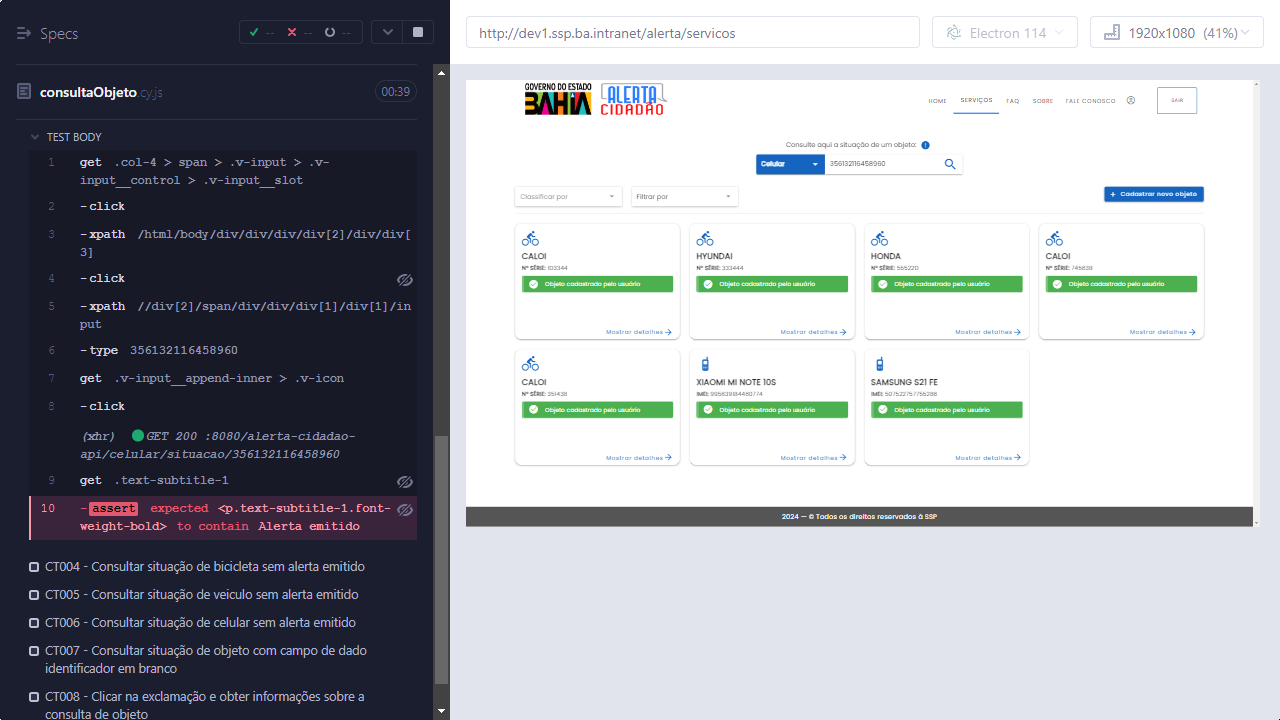 Specs
--
--
--
consultaObjeto.cy.js
00:39
TEST BODY
1 get .col-4 > span > .v-input > .v-
input__control > .v-input__slot
2 -click
3 -xpath /html/body/div/div/div/div[2]/div/div[
3]
4 -click
5 -xpath //div[2]/span/div/div/div[1]/div[1]/in
put
6 -type 356132116458960
7 get .v-input__append-inner > .v-icon
8 -click
(xhr) GET 200 :8080/alerta-cidadao-
api/celular/situacao/356132116458960
9 get .text-subtitle-1
10 -assert expected <p.text-subtitle-1.font-
weight-bold> to contain Alerta emitido
CT004 - Consultar situação de bicicleta sem alerta emitido
CT005 - Consultar situação de veiculo sem alerta emitido
CT006 - Consultar situação de celular sem alerta emitido
CT007 - Consultar situação de objeto com campo de dado
identificador em branco
CT008 - Clicar na exclamação e obter informações sobre a
consulta de objeto
http://dev1.ssp.ba.intranet/alerta/servicos
Electron 114
1920x1080 (41%)
GOVERNO DO ESTADO
BAHIA
ALERTA
CIDADÃO
HOME
SERVIÇOS
FAQ
SOBRE
FALE CONOSCO
SAIR
Consulte aqui a situação de um objeto:
Celular
356132116458960
Classificar por
Filtrar por
+ Cadastrar novo objeto
CALOI
Nº SÉRIE: 103344
Objeto cadastrado pelo usuário
Mostrar detalhes
HYUNDAI
Nº SÉRIE: 333444
Objeto cadastrado pelo usuário
Mostrar detalhes
HONDA
Nº SÉRIE: 555220
Objeto cadastrado pelo usuário
Mostrar detalhes
CALOI
Nº SÉRIE: 745838
Objeto cadastrado pelo usuário
Mostrar detalhes
CALOI
Nº SÉRIE: 351438
Objeto cadastrado pelo usuário
Mostrar detalhes
XIAOMI MI NOTE 10S
IMEI:
Objeto cadastrado pelo usuário
Mostrar detalhes
SAMSUNG S21 FE
IMEI: 507522757755288
Objeto cadastrado pelo usuário
Mostrar detalhes
2024 — © Todos os direitos reservados à SSP